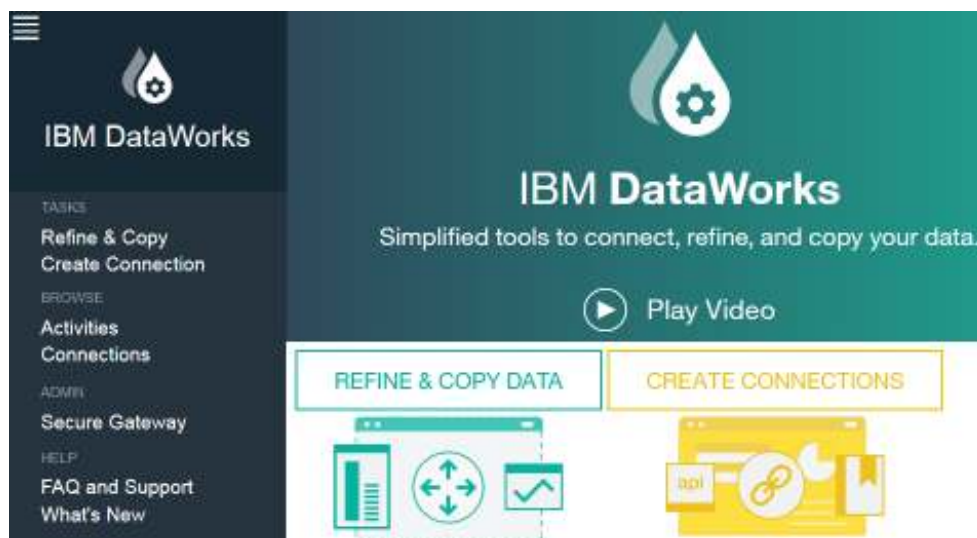 IBM DataWorks
TASKS
Refine & Copy
Create Connection
BROWSE
Activities
Connections
ADMIN
Secure Gateway
HELP
FAQ and Support
What's New
IBM DataWorks
Simplified tools to connect, refine, and copy your data.
Play Video
REFINE & COPY DATA
CREATE CONNECTIONS
api